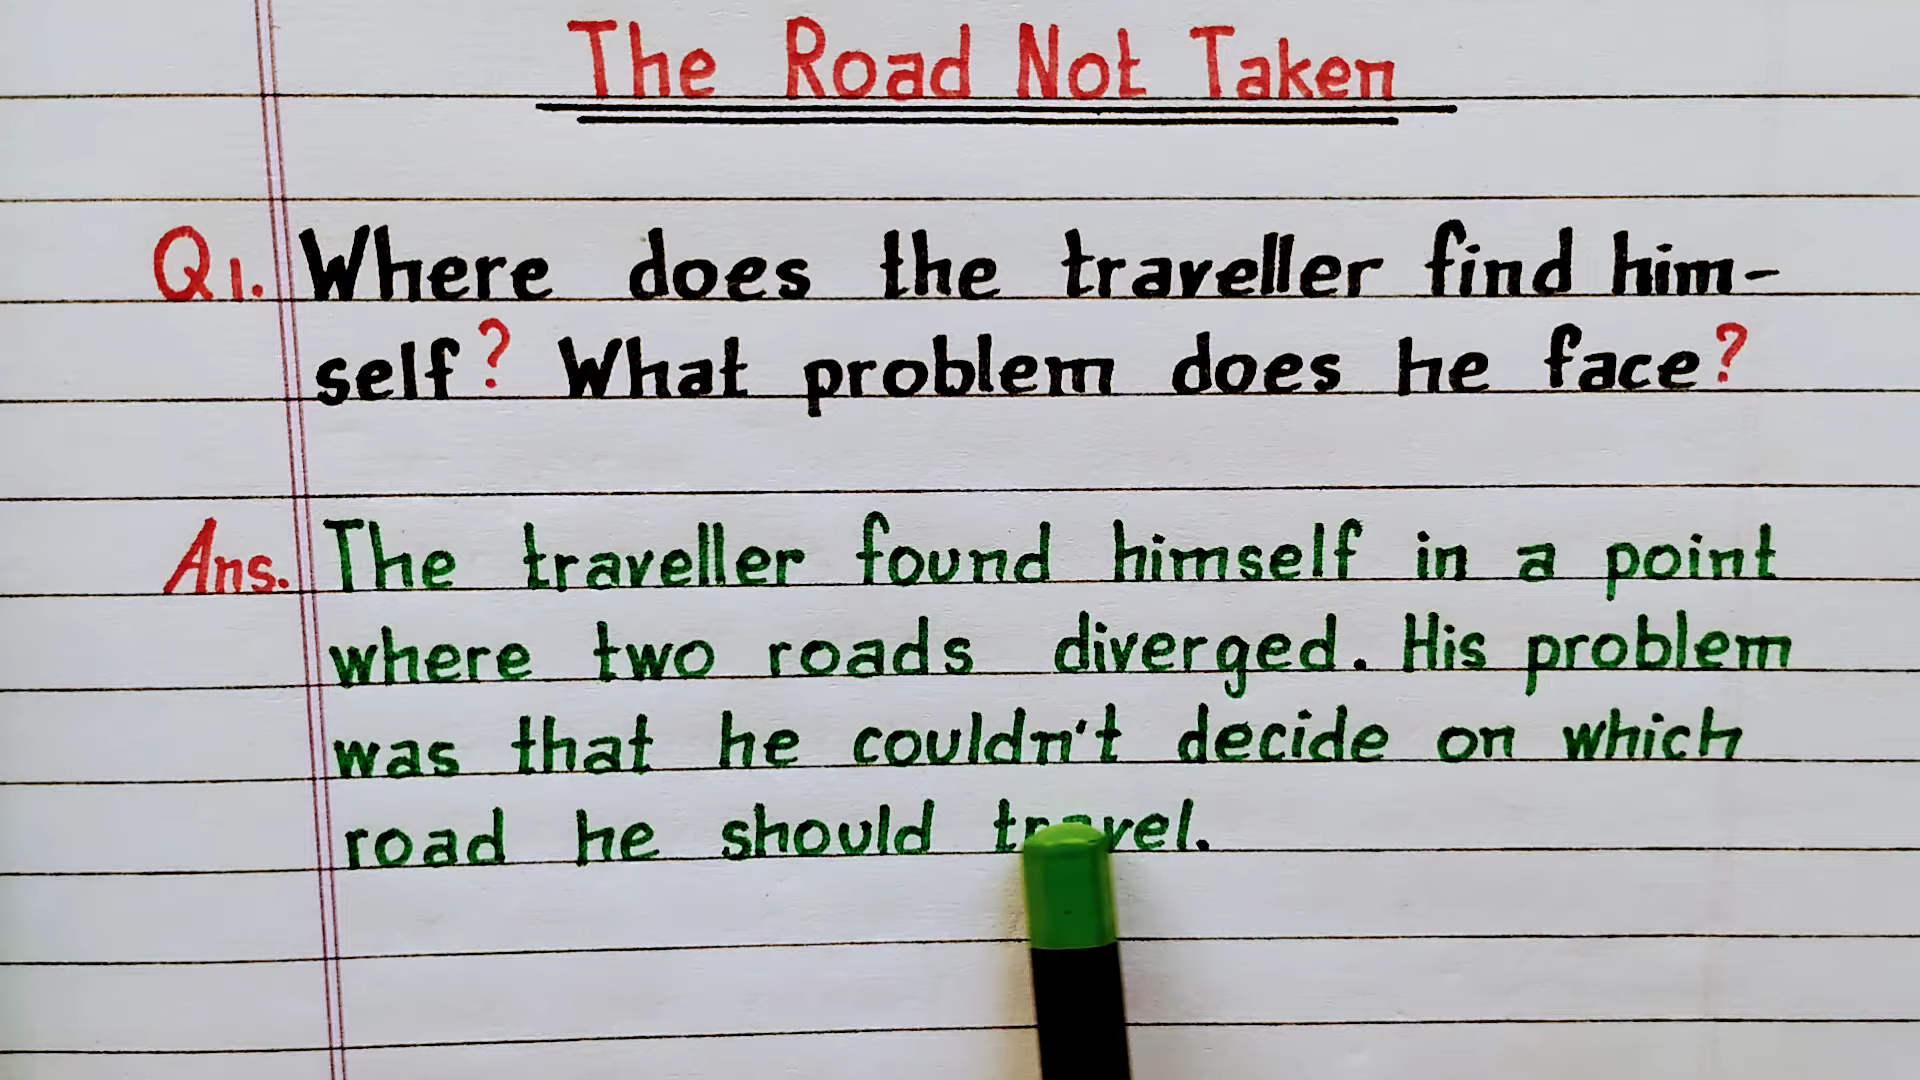 The Road Not Taken
Q1. Where does the traveller find him-
self? What problem does he face?
Ans. The traveller found himself in a point
where two roads diverged. His problem
was that he couldn't decide on which
road he should travel.